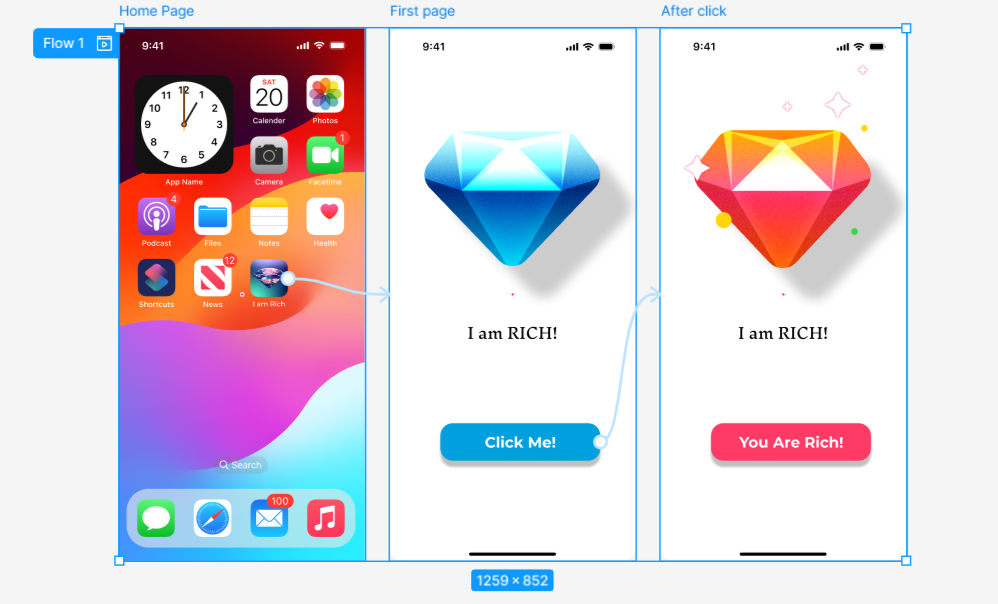 Home Page
First page
After click
Flow 1
9:41
9:41
9:41
12
1
2
3
4
5
6
7
8
9
10
11
App Name
SAT
20
Calender
Photos
Camera
1
Facetime
4
Podcast
Files
Notes
Health
Shortcuts
12
News
I am Rich
Search
100
I am RICH!
Click Me!
I am RICH!
You Are Rich!
1259 × 852